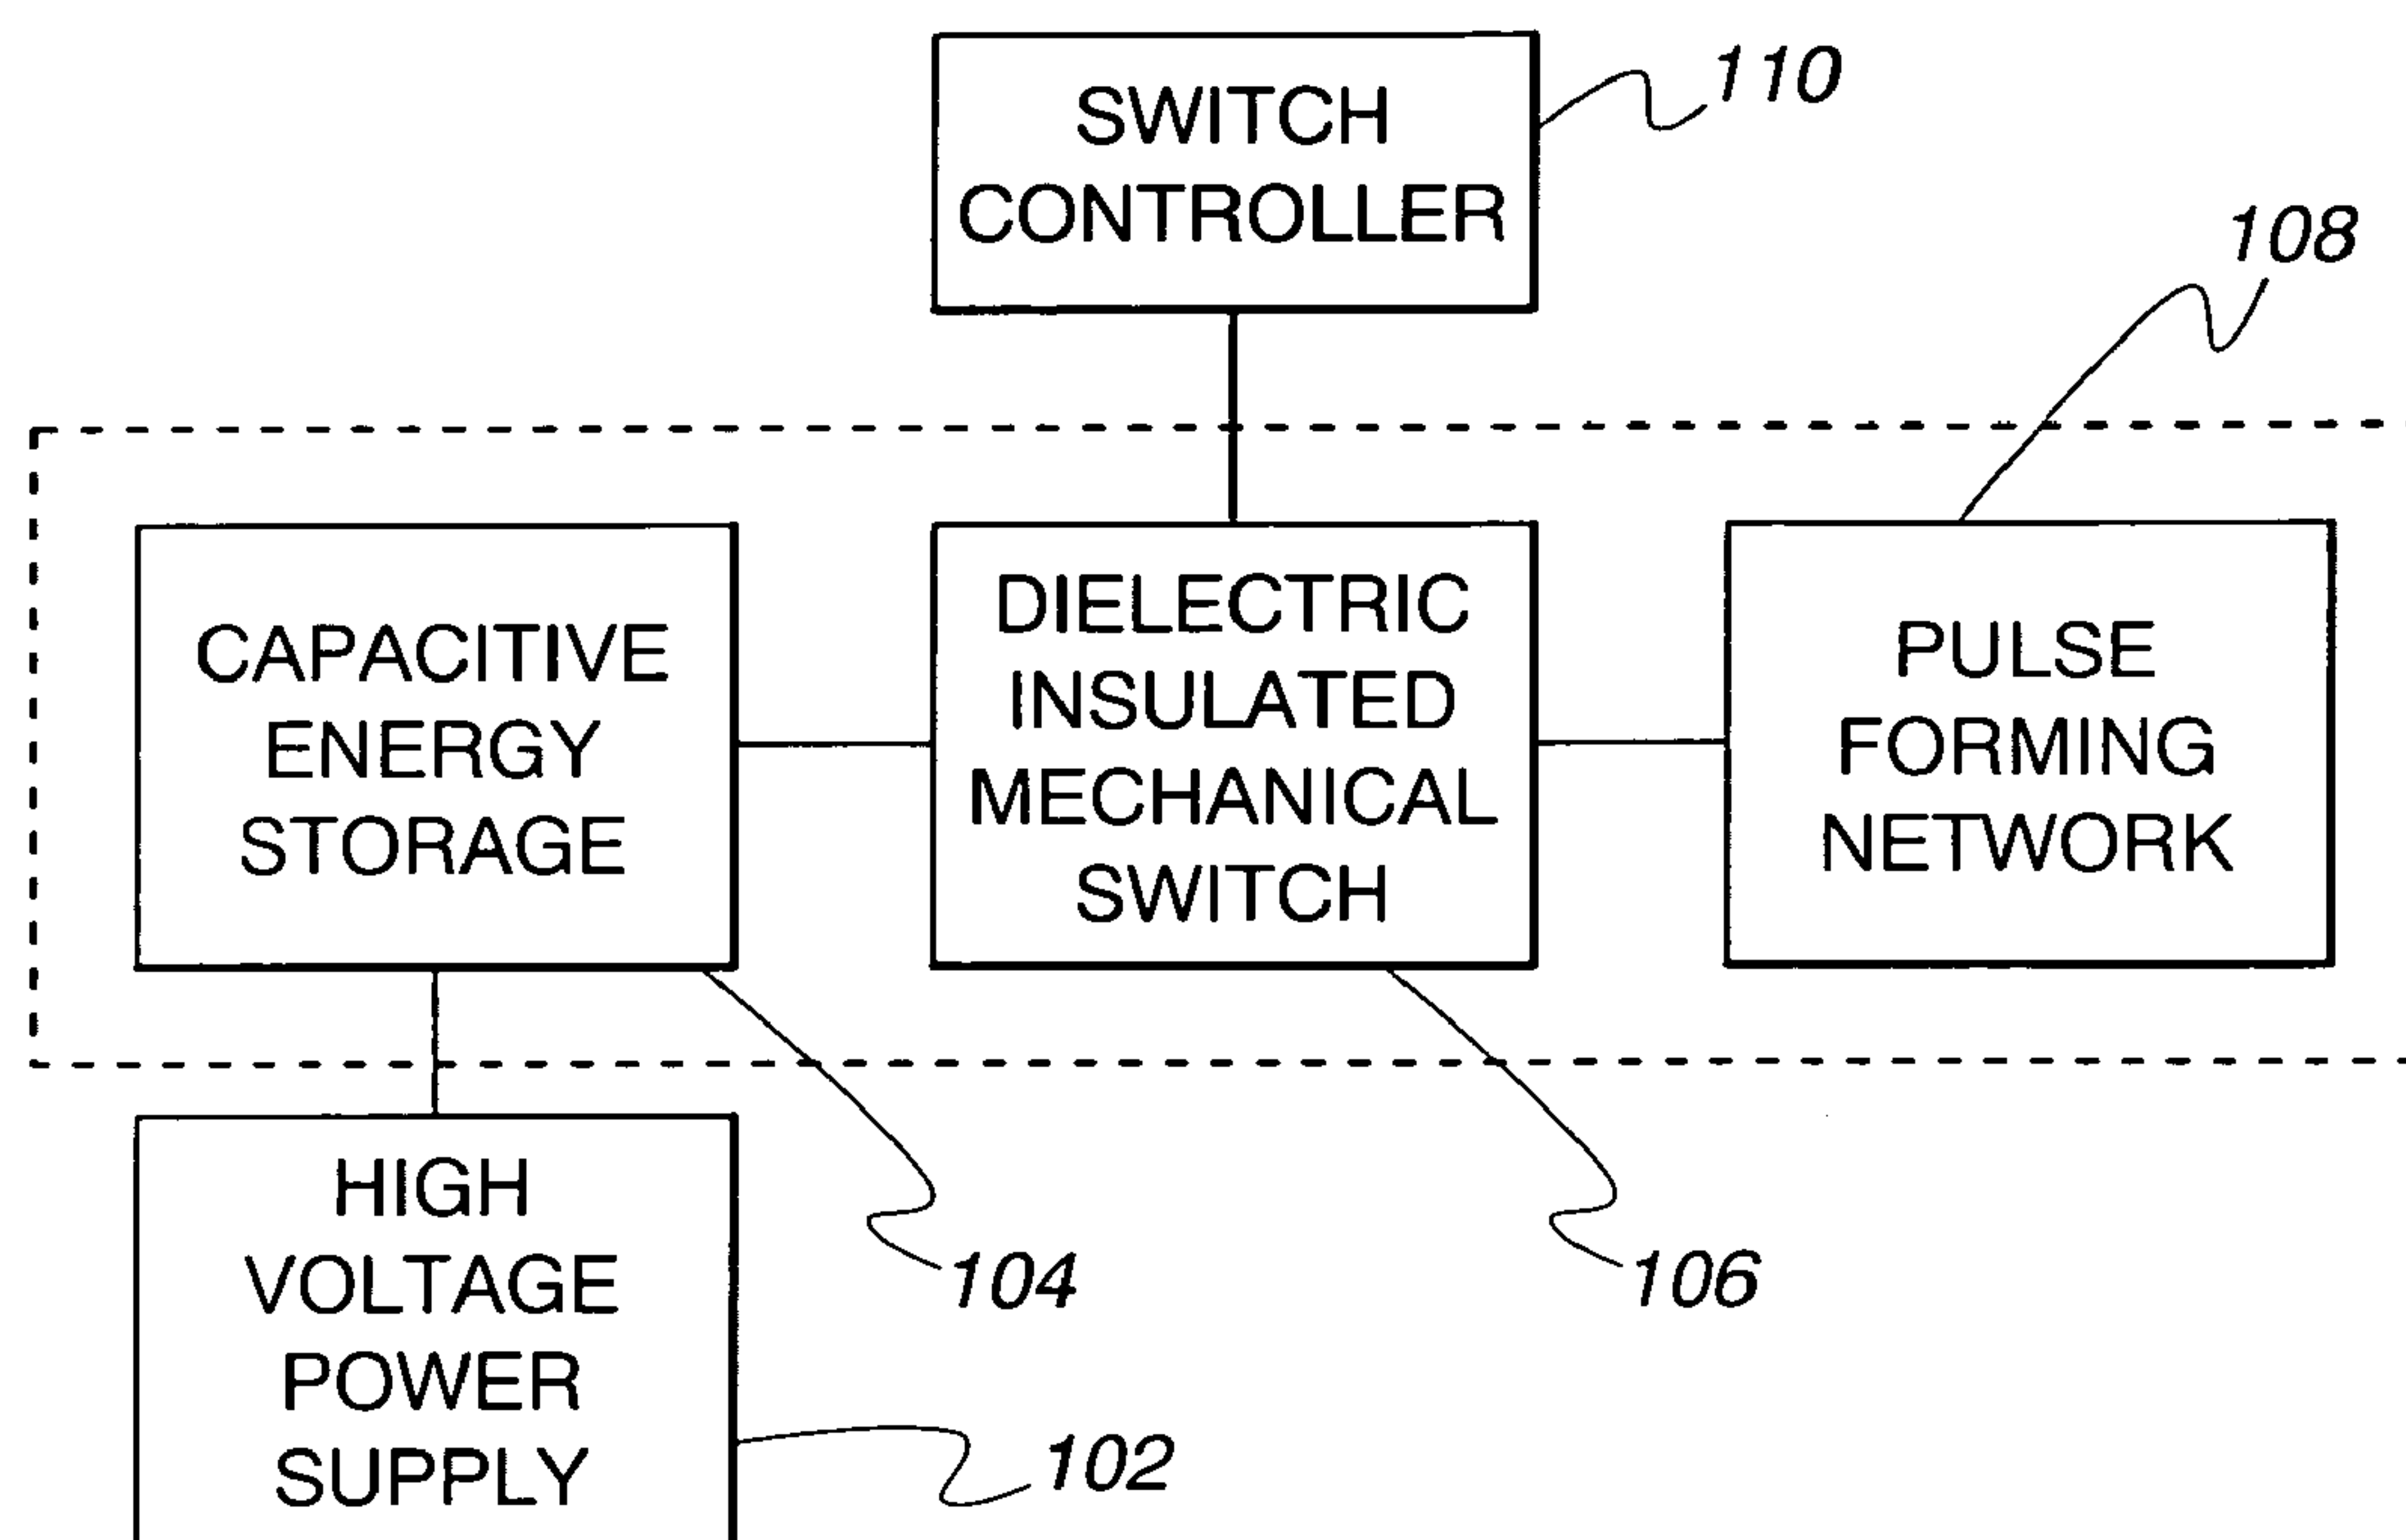 SWITCH
CONTROLLER
110
108
CAPACITIVE
ENERGY
STORAGE
DIELECTRIC
INSULATED
MECHANICAL
SWITCH
PULSE
FORMING
NETWORK
HIGH
VOLTAGE
POWER
SUPPLY
104
106
102